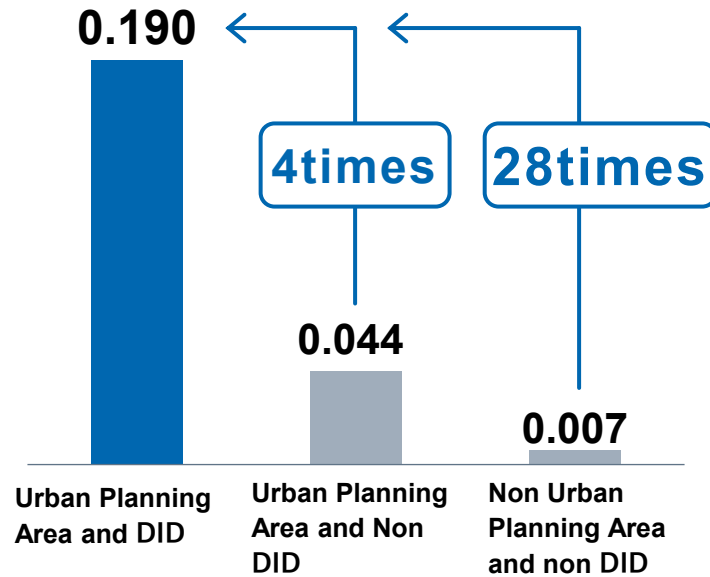 0.190
4times
28times
0.044
0.007
Urban Planning
Area and DID
Urban Planning
Area and Non
DID
Non Urban
Planning Area
and non DID